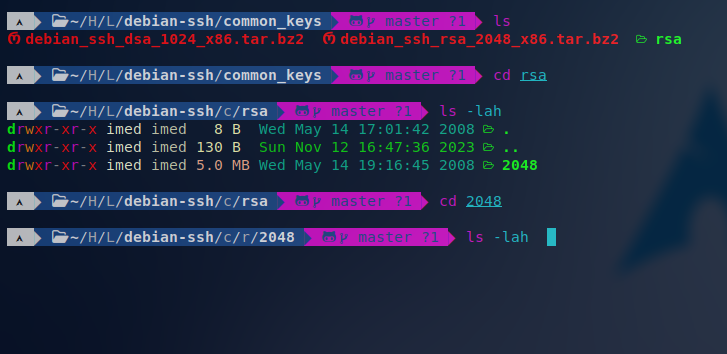 ~/H/L/debian-ssh/common_keys master ?1 ls
debian_ssh_dsa_1024_x86.tar.bz2 debian_ssh_rsa_2048_x86.tar.bz2 rsa
~/H/L/debian-ssh/common_keys master ?1 cd rsa
~/H/L/debian-ssh/c/rsa master ?1 ls -lah
drwxr-xr-x imed imed 8 B Wed May 14 17:01:42 2008 .
drwxr-xr-x imed imed 130 B Sun Nov 12 16:47:36 2023 ..
drwxr-xr-x imed imed 5.0 MB Wed May 14 19:16:45 2008 2048
~/H/L/debian-ssh/c/rsa master ?1 cd 2048
~/H/L/debian-ssh/c/r/2048 master ?1 ls -lah